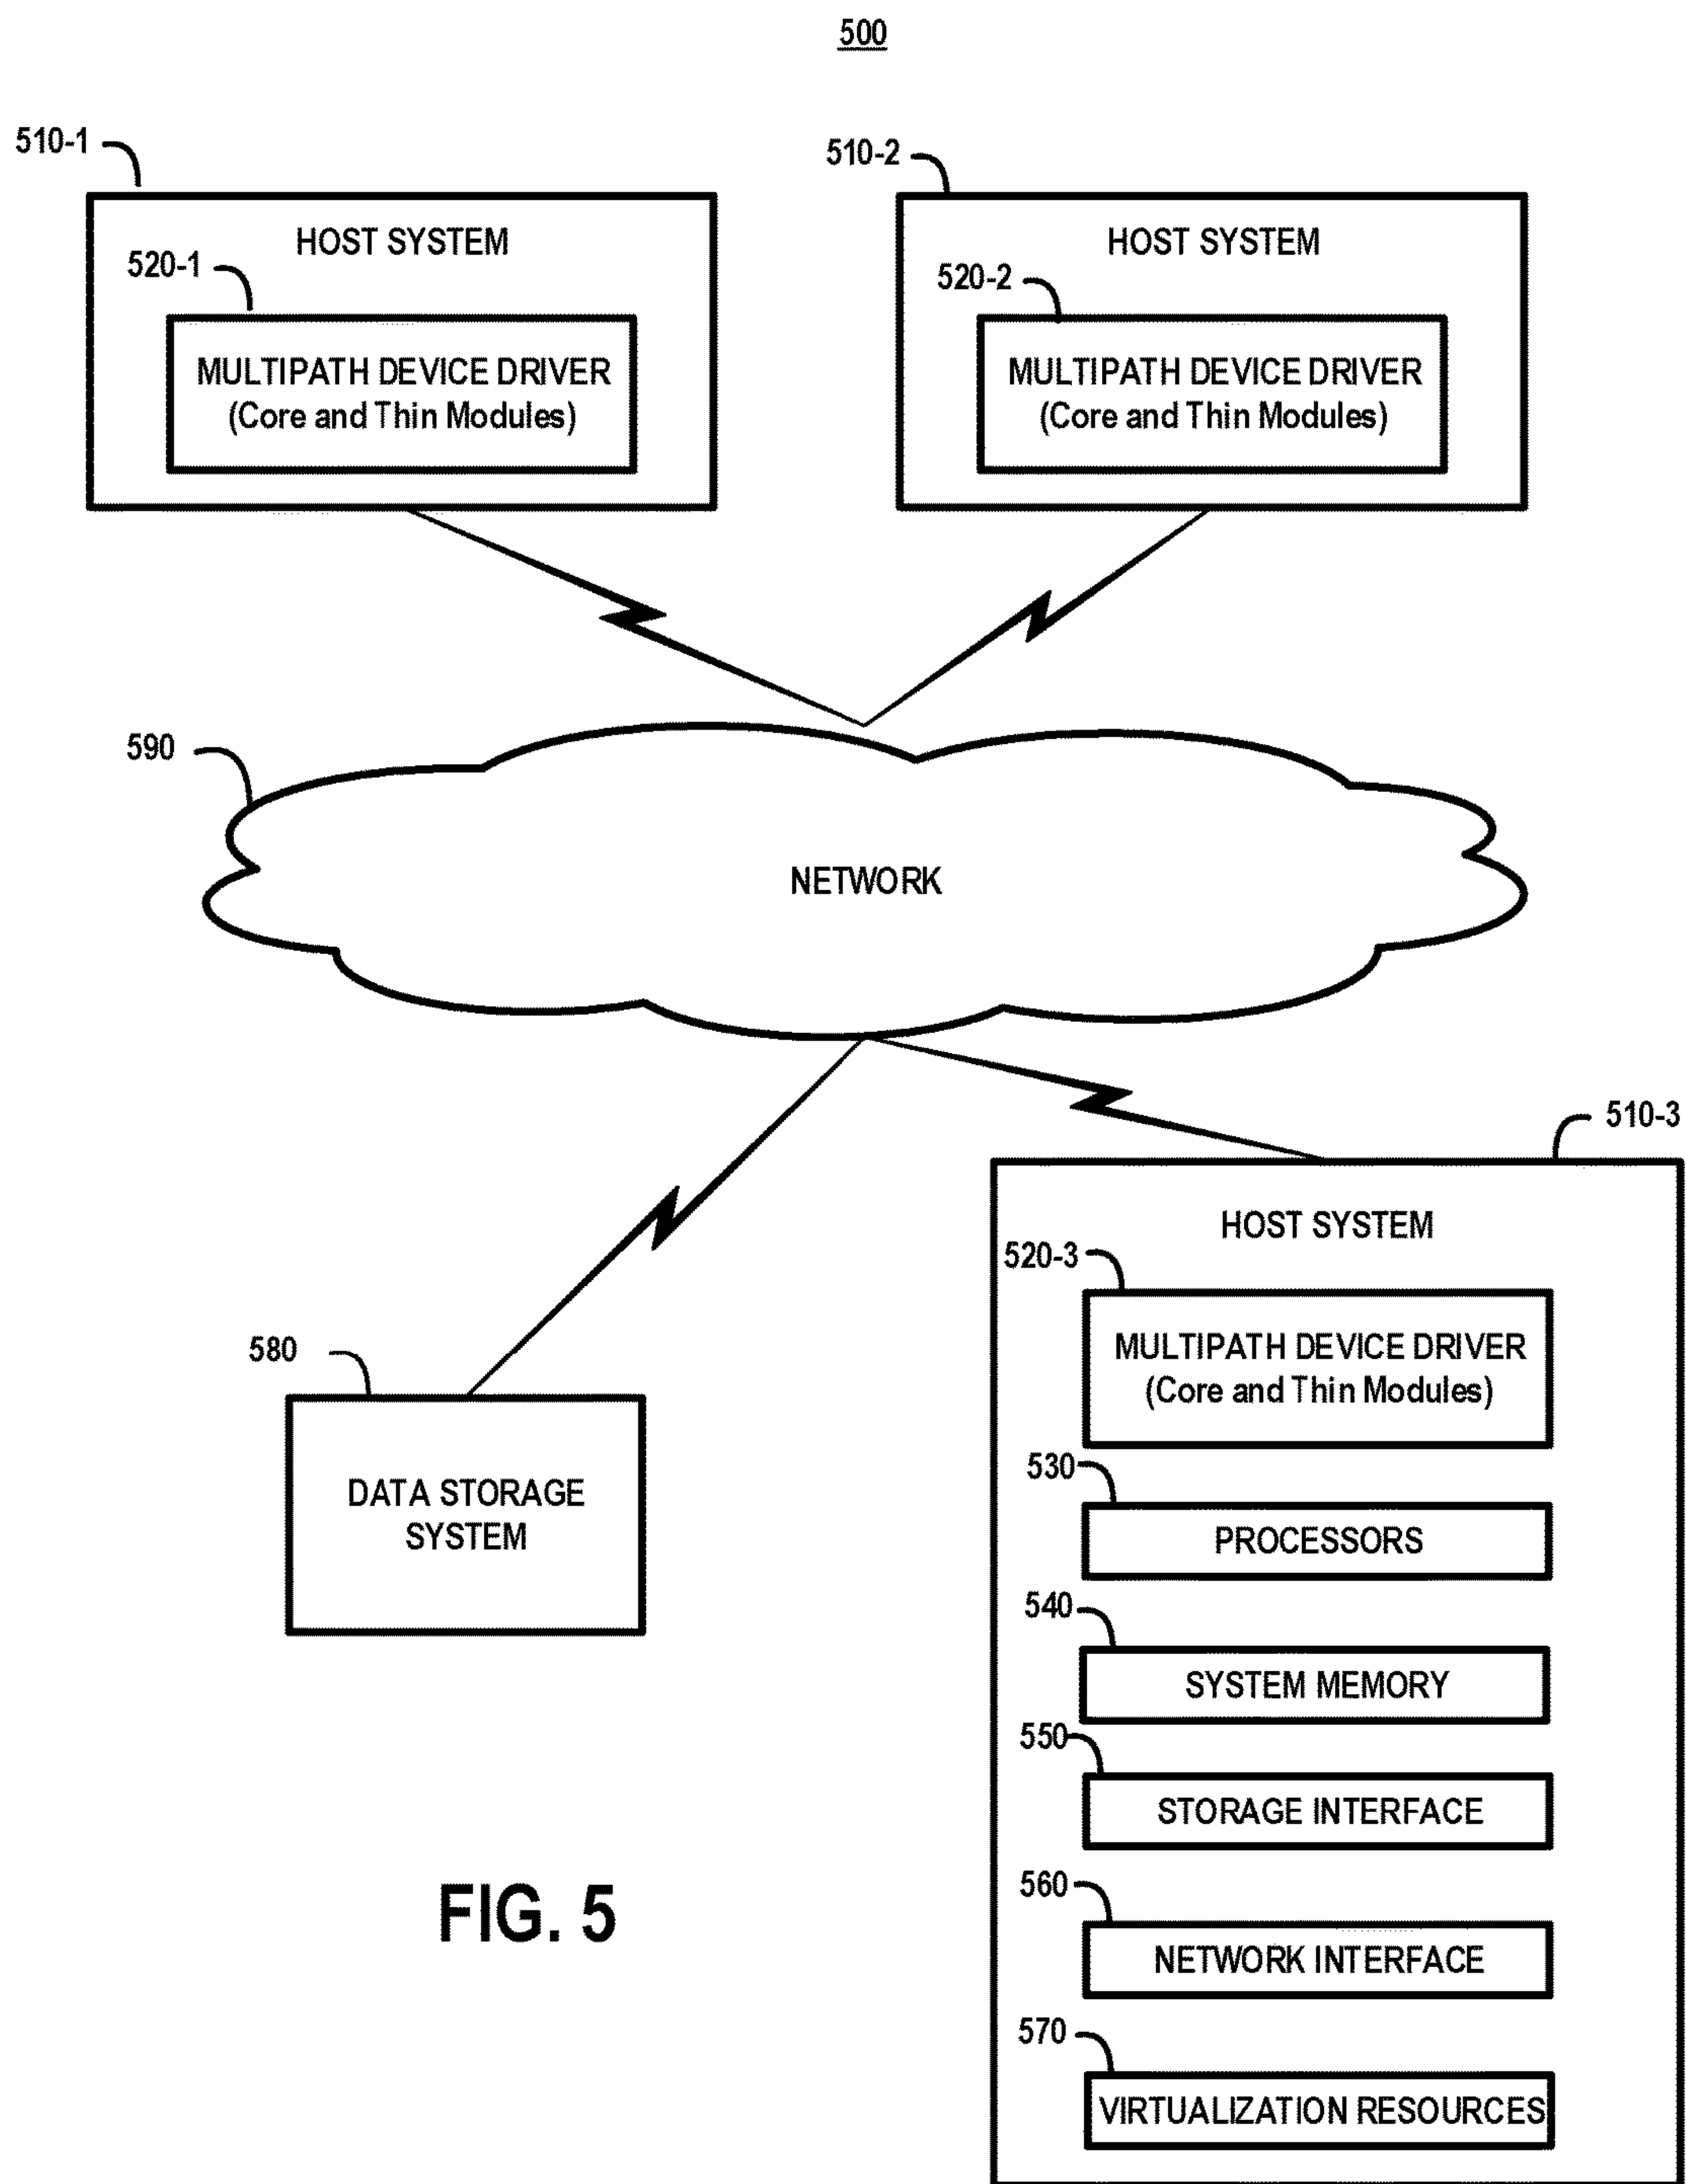 500
510-1
HOST SYSTEM
520-1
MULTIPATH DEVICE DRIVER
(Core and Thin Modules)
510-2
HOST SYSTEM
520-2
MULTIPATH DEVICE DRIVER
(Core and Thin Modules)
590
NETWORK
580
DATA STORAGE
SYSTEM
510-3
HOST SYSTEM
520-3
MULTIPATH DEVICE DRIVER
(Core and Thin Modules)
530
PROCESSORS
540
SYSTEM MEMORY
550
STORAGE INTERFACE
560
NETWORK INTERFACE
570
VIRTUALIZATION RESOURCES
FIG. 5